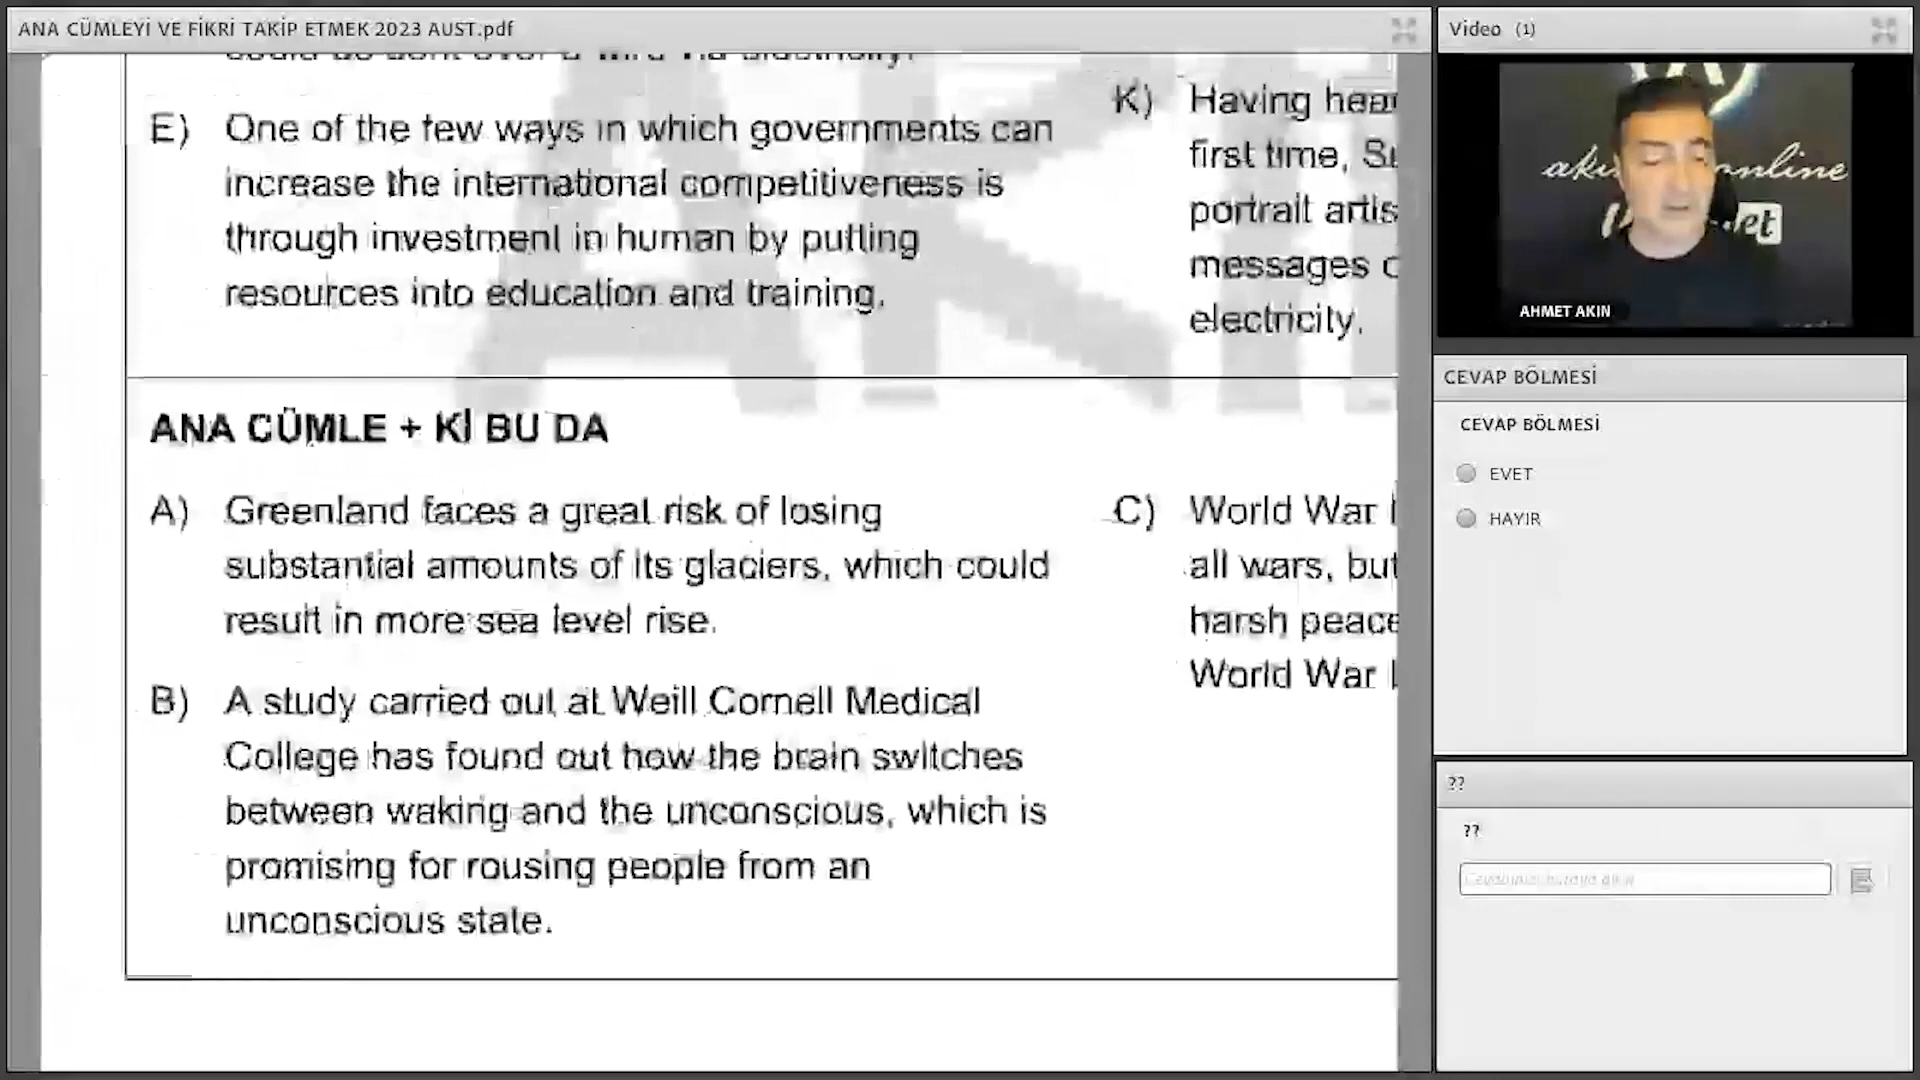 ANA CÜMLEYİ VE FİKRİ TAKİP ETMEK 2023 AUST.pdf
E) One of the few ways in which governments can
increase the international competitiveness is
through investment in human by putting
resources into education and training.
K) Having
first time,
portrait
messages
electricity.
ANA CÜMLE + Kİ BU DA
A) Greenland faces a great risk of losing
substantial amounts of its glaciers, which could
result in more sea level rise.
B) A study carried out at Weill Cornell Medical
College has found out how the brain switches
between waking and the unconscious, which is
promising for rousing people from an
unconscious state.
C) World War
all wars, but
harsh peace
World War
Video (1)
AHMET AKIN
CEVAP BÖLMESİ
CEVAP BÖLMESİ
EVET
HAYIR
??
??